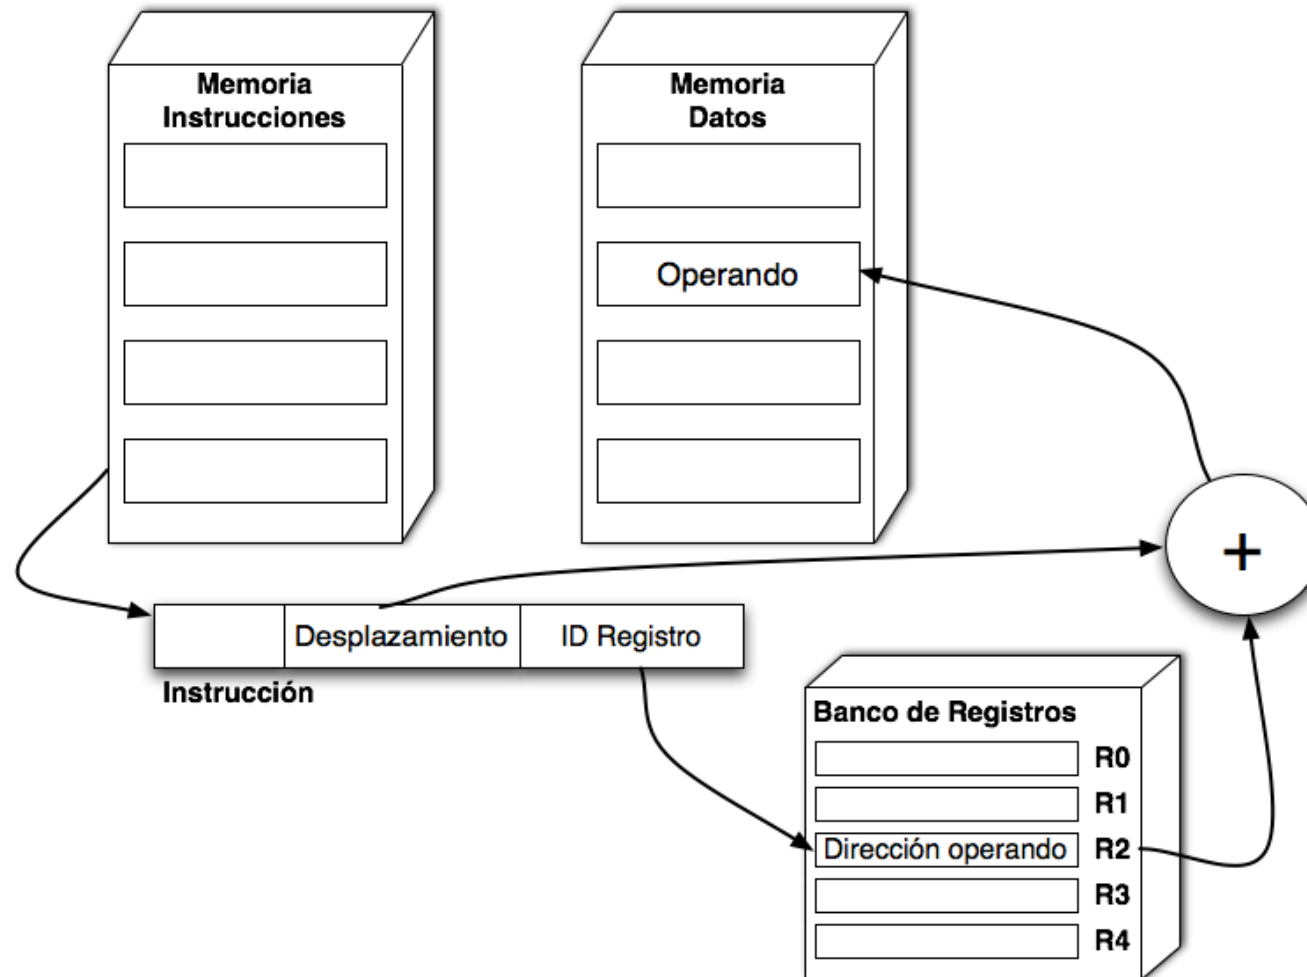 Memoria
Instrucciones
Memoria
Datos
Operando
+
Desplazamiento
ID Registro
Instrucción
Banco de Registros
R0
R1
Dirección operando R2
R3
R4